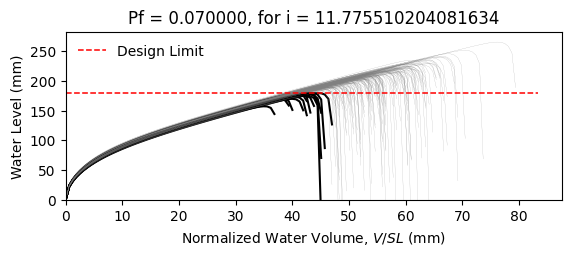 Pf = 0.070000, for i = 11.775510204081634
Design Limit
Water Level (mm)
250
200
150
100
50
0
0 10 20 30 40 50 60 70 80
Normalized Water Volume, V/SL (mm)